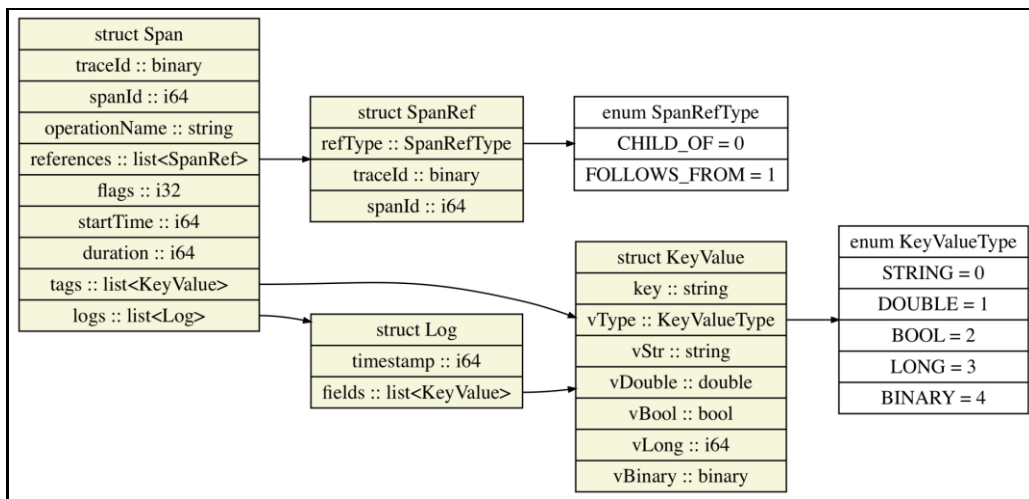 struct Span
traceId :: binary
spanId :: i64
operationName :: string
references :: list<SpanRef>
flags :: i32
startTime :: i64
duration :: i64
tags :: list<KeyValue>
logs :: list<Log>
struct SpanRef
refType :: SpanRefType
traceId :: binary
spanId :: i64
enum SpanRefType
CHILD_OF = 0
FOLLOWS_FROM = 1
struct Log
timestamp :: i64
fields :: list<KeyValue>
struct KeyValue
key :: string
vType :: KeyValueType
vStr :: string
vDouble :: double
vBool :: bool
vLong :: i64
vBinary :: binary
enum KeyValueType
STRING = 0
DOUBLE = 1
BOOL = 2
LONG = 3
BINARY = 4